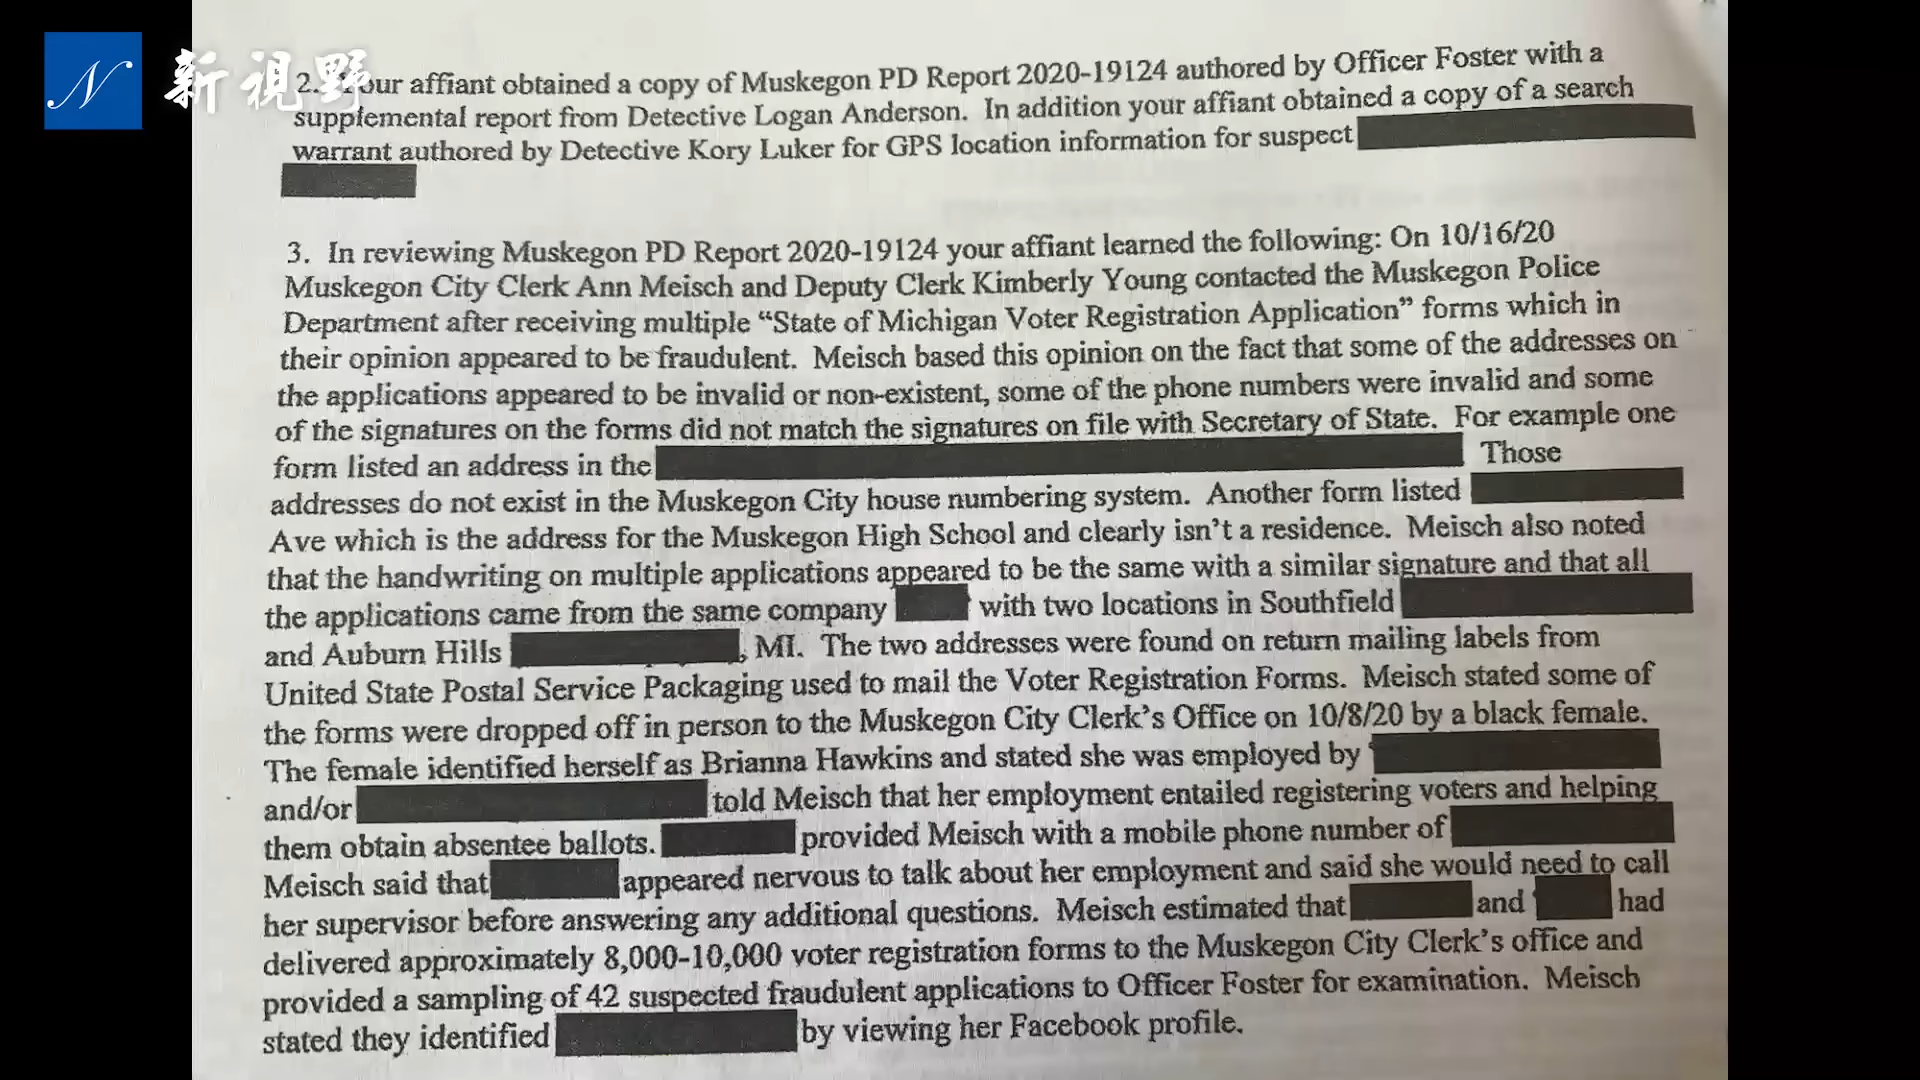 N 新視野
2. Your affiant obtained a copy of Muskegon PD Report 2020-19124 authored by Officer Foster with a
supplemental report from Detective Logan Anderson. In addition your affiant obtained a copy of a search
warrant authored by Detective Kory Luker for GPS location information for suspect
3. In reviewing Muskegon PD Report 2020-19124 your affiant learned the following: On 10/16/20
Muskegon City Clerk Ann Meisch and Deputy Clerk Kimberly Young contacted the Muskegon Police
Department after receiving multiple “State of Michigan Voter Registration Application” forms which in
their opinion appeared to be fraudulent. Meisch based this opinion on the fact that some of the addresses on
the applications appeared to be invalid or non-existent, some of the phone numbers were invalid and some
of the signatures on the forms did not match the signatures on file with Secretary of State. For example one
form listed an address in the Those
addresses do not exist in the Muskegon City house numbering system. Another form listed
Ave which is the address for the Muskegon High School and clearly isn’t a residence. Meisch also noted
that the handwriting on multiple applications appeared to be the same with a similar signature and that all
the applications came from the same company with two locations in Southfield
and Auburn Hills , MI. The two addresses were found on return mailing labels from
United State Postal Service Packaging used to mail the Voter Registration Forms. Meisch stated some of
the forms were dropped off in person to the Muskegon City Clerk’s Office on 10/8/20 by a black female.
The female identified herself as Brianna Hawkins and stated she was employed by
and/or told Meisch that her employment entailed registering voters and helping
them obtain absentee ballots. provided Meisch with a mobile phone number of
Meisch said that appeared nervous to talk about her employment and said she would need to call
her supervisor before answering any additional questions. Meisch estimated that and had
delivered approximately 8,000-10,000 voter registration forms to the Muskegon City Clerk’s office and
provided a sampling of 42 suspected fraudulent applications to Officer Foster for examination. Meisch
stated they identified by viewing her Facebook profile.